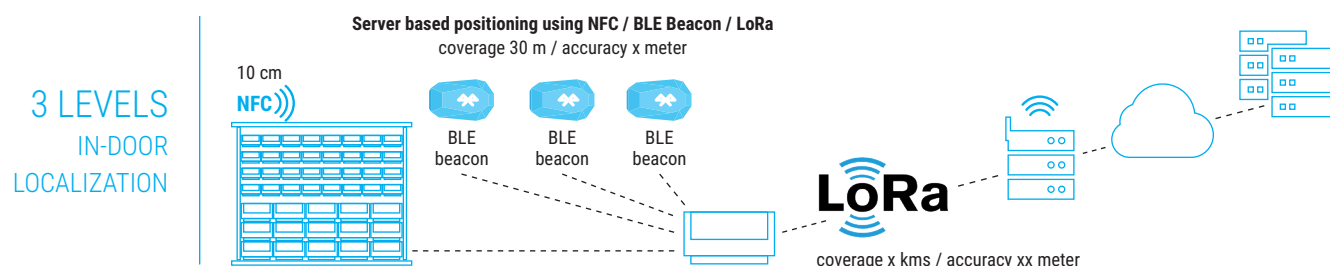 Server based positioning using NFC / BLE Beacon / LoRa
coverage 30 m / accuracy x meter
3 LEVELS
IN-DOOR
LOCALIZATION
10 cm
NFC
BLE
beacon
BLE
beacon
BLE
beacon
LoRa
coverage x kms / accuracy xx meter